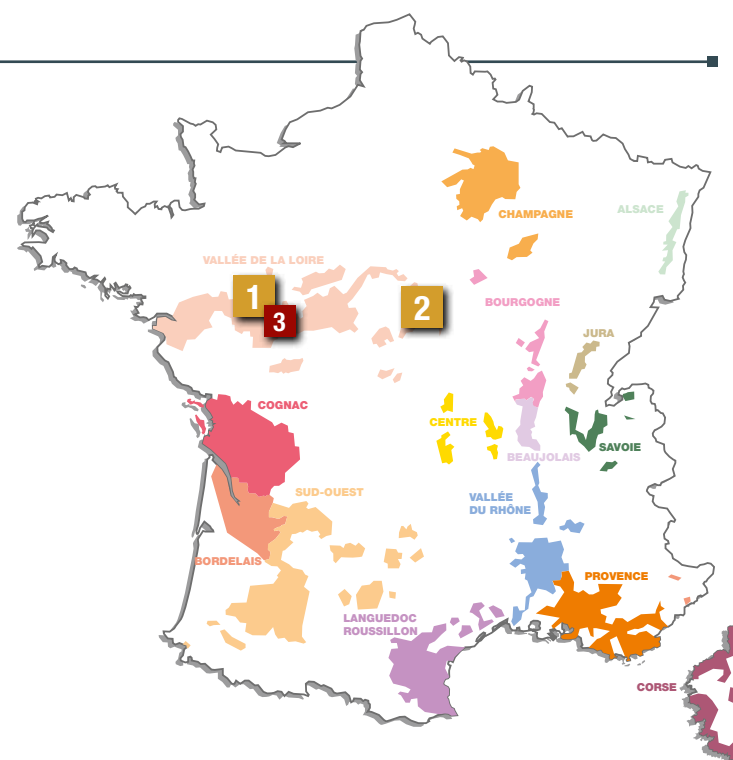 CHAMPAGNE
ALSACE
VALLÉE DE LA LOIRE
1
2
3
BOURGOGNE
JURA
COGNAC
CENTRE
SAVOIE
BEAUJOLAIS
SUD-OUEST
VALLÉE
DU RHÔNE
BORDELAIS
PROVENCE
LANGUEDOC
ROUSSILLON
CORSE